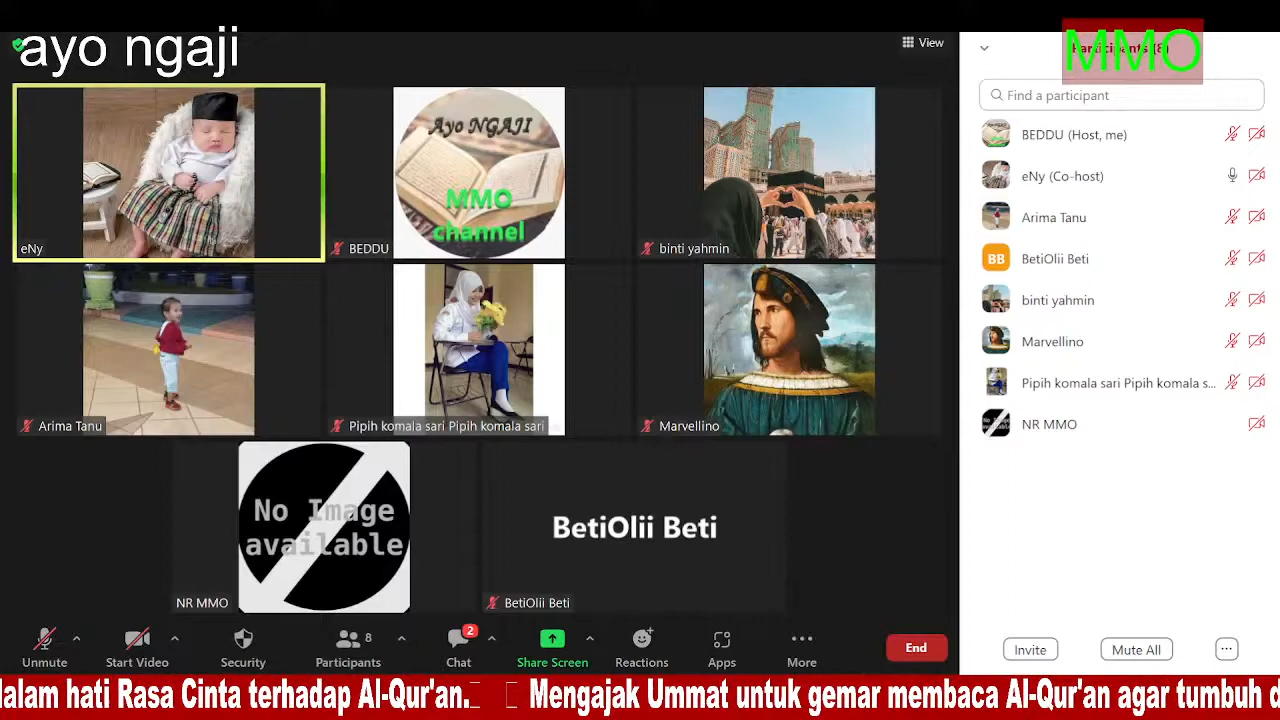 ayo ngaji
MMO
View
Participants (8)
Find a participant
BEDDU (Host, me)
eNy (Co-host)
Arima Tanu
BB
BetiOlii Beti
binti yahmin
Marvellino
Pipih komala sari Pipih komala s...
NR MMO
eNy
Ayo NGAJI
MMO
channel
BEDDU
binti yahmin
Arima Tanu
Pipih komala sari Pipih komala sari
Marvellino
No Image
available
NR MMO
BetiOlii Beti
BetiOlii Beti
Unmute
Start Video
Security
8
Participants
2
Chat
Share Screen
Reactions
Apps
More
End
Invite
Mute All
dalam hati Rasa Cinta terhadap Al-Qur'an. Mengajak Ummat untuk gemar membaca Al-Qur'an agar tumbuh d